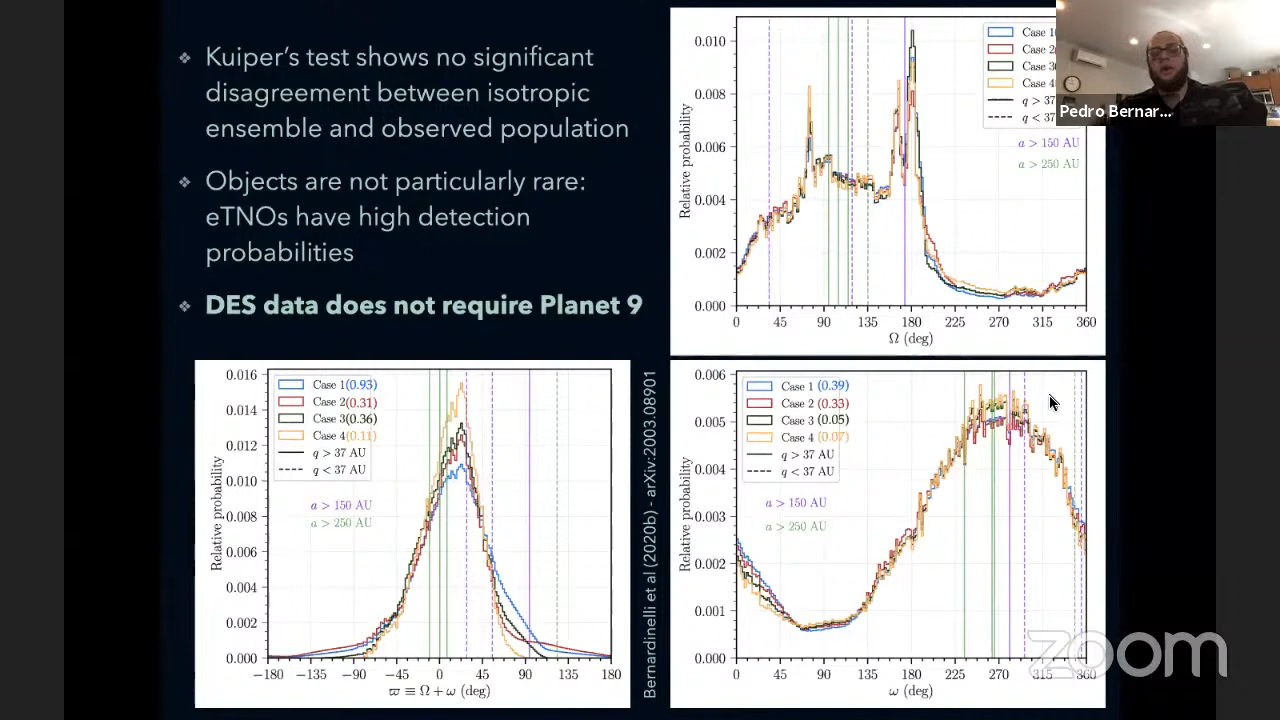 ❖ Kuiper's test shows no significant
disagreement between isotropic
ensemble and observed population
❖ Objects are not particularly rare:
eTNOs have high detection
probabilities
❖ DES data does not require Planet 9
Relative probability
0.010
0.008
0.006
0.004
0.002
0.000
0 45 90 135 180 225 270 315 360
Ω (deg)
Case 1
Case 2
Case 3
Case 4
q > 37
q < 37
a > 150 AU
a > 250 AU
Pedro Bernar...
Relative probability
0.016
0.014
0.012
0.010
0.008
0.006
0.004
0.002
0.000
−180 −135 −90 −45 0 45 90 135 180
ϖ ≡ Ω + ω (deg)
Case 1 (0.93)
Case 2 (0.31)
Case 3 (0.36)
Case 4 (0.11)
q > 37 AU
q < 37 AU
a > 150 AU
a > 250 AU
Bernardinelli et al (2020b) - arXiv:2003.08901
Relative probability
0.006
0.005
0.004
0.003
0.002
0.001
0.000
0 45 90 135 180 225 270 315 360
ω (deg)
Case 1 (0.39)
Case 2 (0.33)
Case 3 (0.05)
Case 4 (0.07)
q > 37 AU
q < 37 AU
a > 150 AU
a > 250 AU
zoom